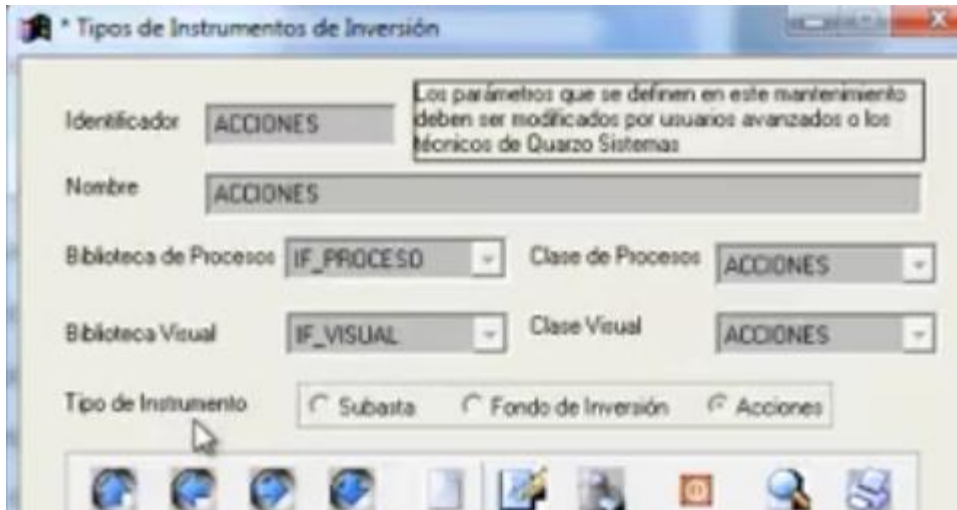 * Tipos de Instrumentos de Inversión
Identificador
ACCIONES
Los parámetros que se definen en este mantenimiento
deben ser modificados por usuarios avanzados o los
técnicos de Quarzo Sistemas
Nombre
ACCIONES
Biblioteca de Procesos
IF_PROCESO
Clase de Procesos
ACCIONES
Biblioteca Visual
IF_VISUAL
Clase Visual
ACCIONES
Tipo de Instrumento
Subasta
Fondo de Inversión
Acciones